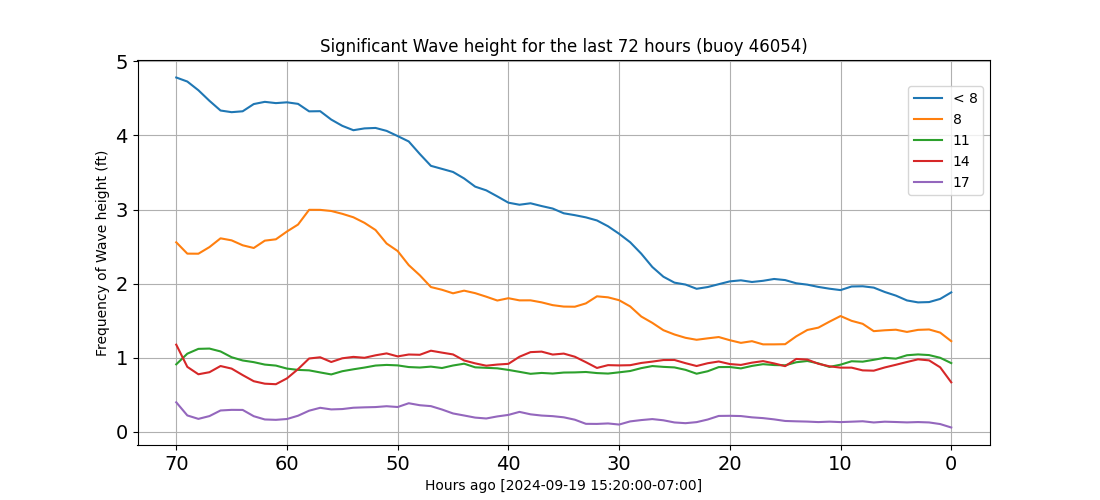 Significant Wave height for the last 72 hours (buoy 46054)
Frequency of Wave height (ft)
5
4
3
2
1
0
< 8
8
11
14
17
70 60 50 40 30 20 10 0
Hours ago [2024-09-19 15:20:00-07:00]